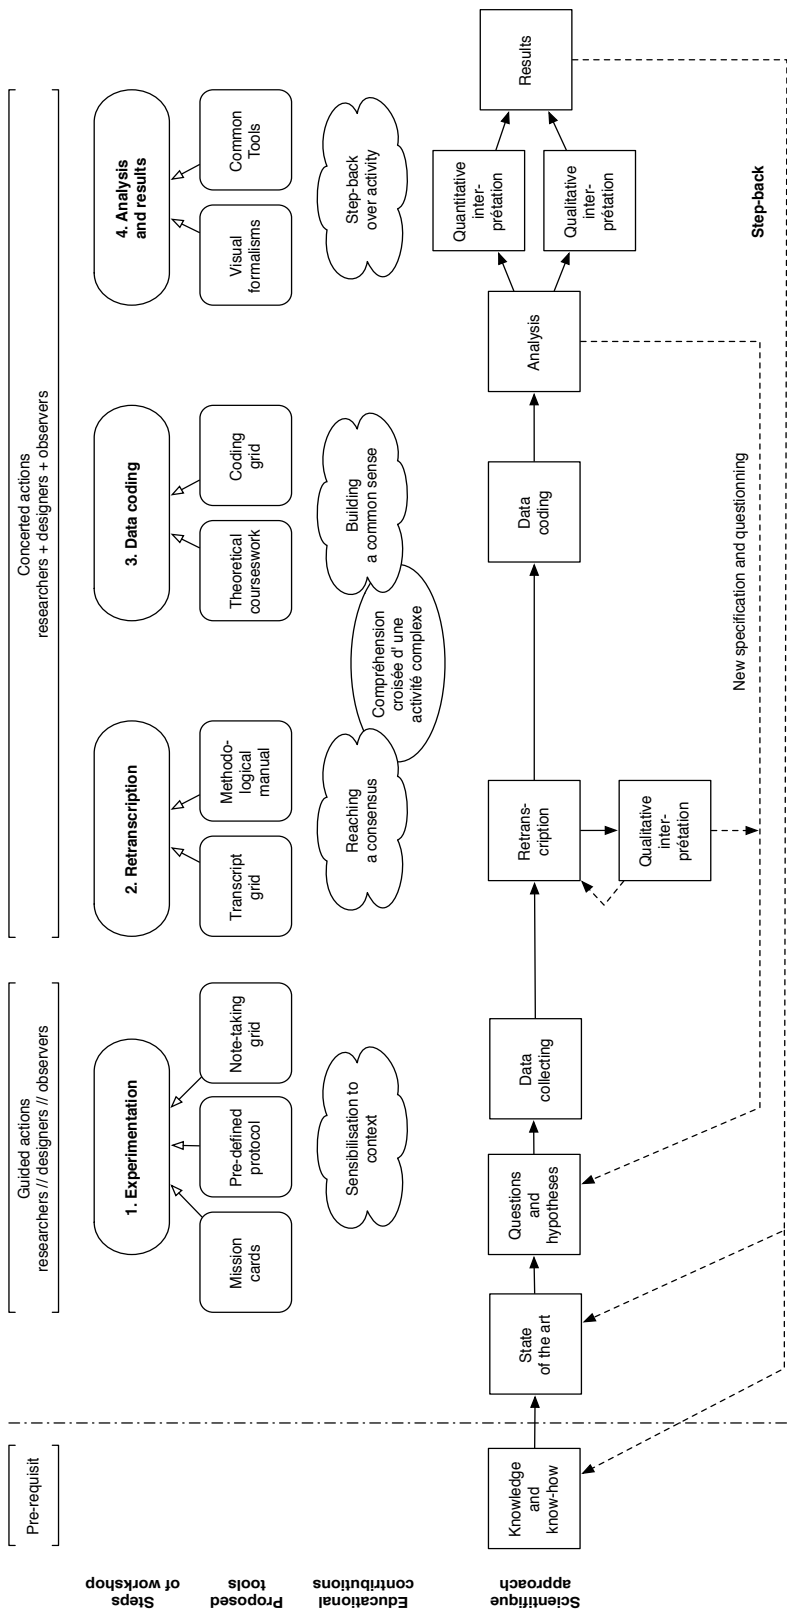 Pre-requisit
Guided actions
researchers // designers // observers
Concerted actions
researchers + designers + observers
Steps
of workshop
1. Experimentation
2. Retranscription
3. Data coding
4. Analysis
and results
Proposed
tools
Mission
cards
Pre-defined
protocol
Note-taking
grid
Transcript
grid
Methodo-
logical
manual
Theoretical
courseswork
Coding
grid
Visual
formalisms
Common
Tools
Educational
contributions
Sensibilisation to
context
Reaching
a consensus
Compréhension
croisée d' une
activité complexe
Building
a common sense
Step-back
over activity
Scientifique
approach
Knowledge
and
know-how
State
of the art
Questions
and
hypotheses
Data
collecting
Retrans-
cription
Qualitative
inter-
prétation
Data
coding
Analysis
Quantitative
inter-
prétation
Qualitative
inter-
prétation
Results
New specification and questionning
Step-back